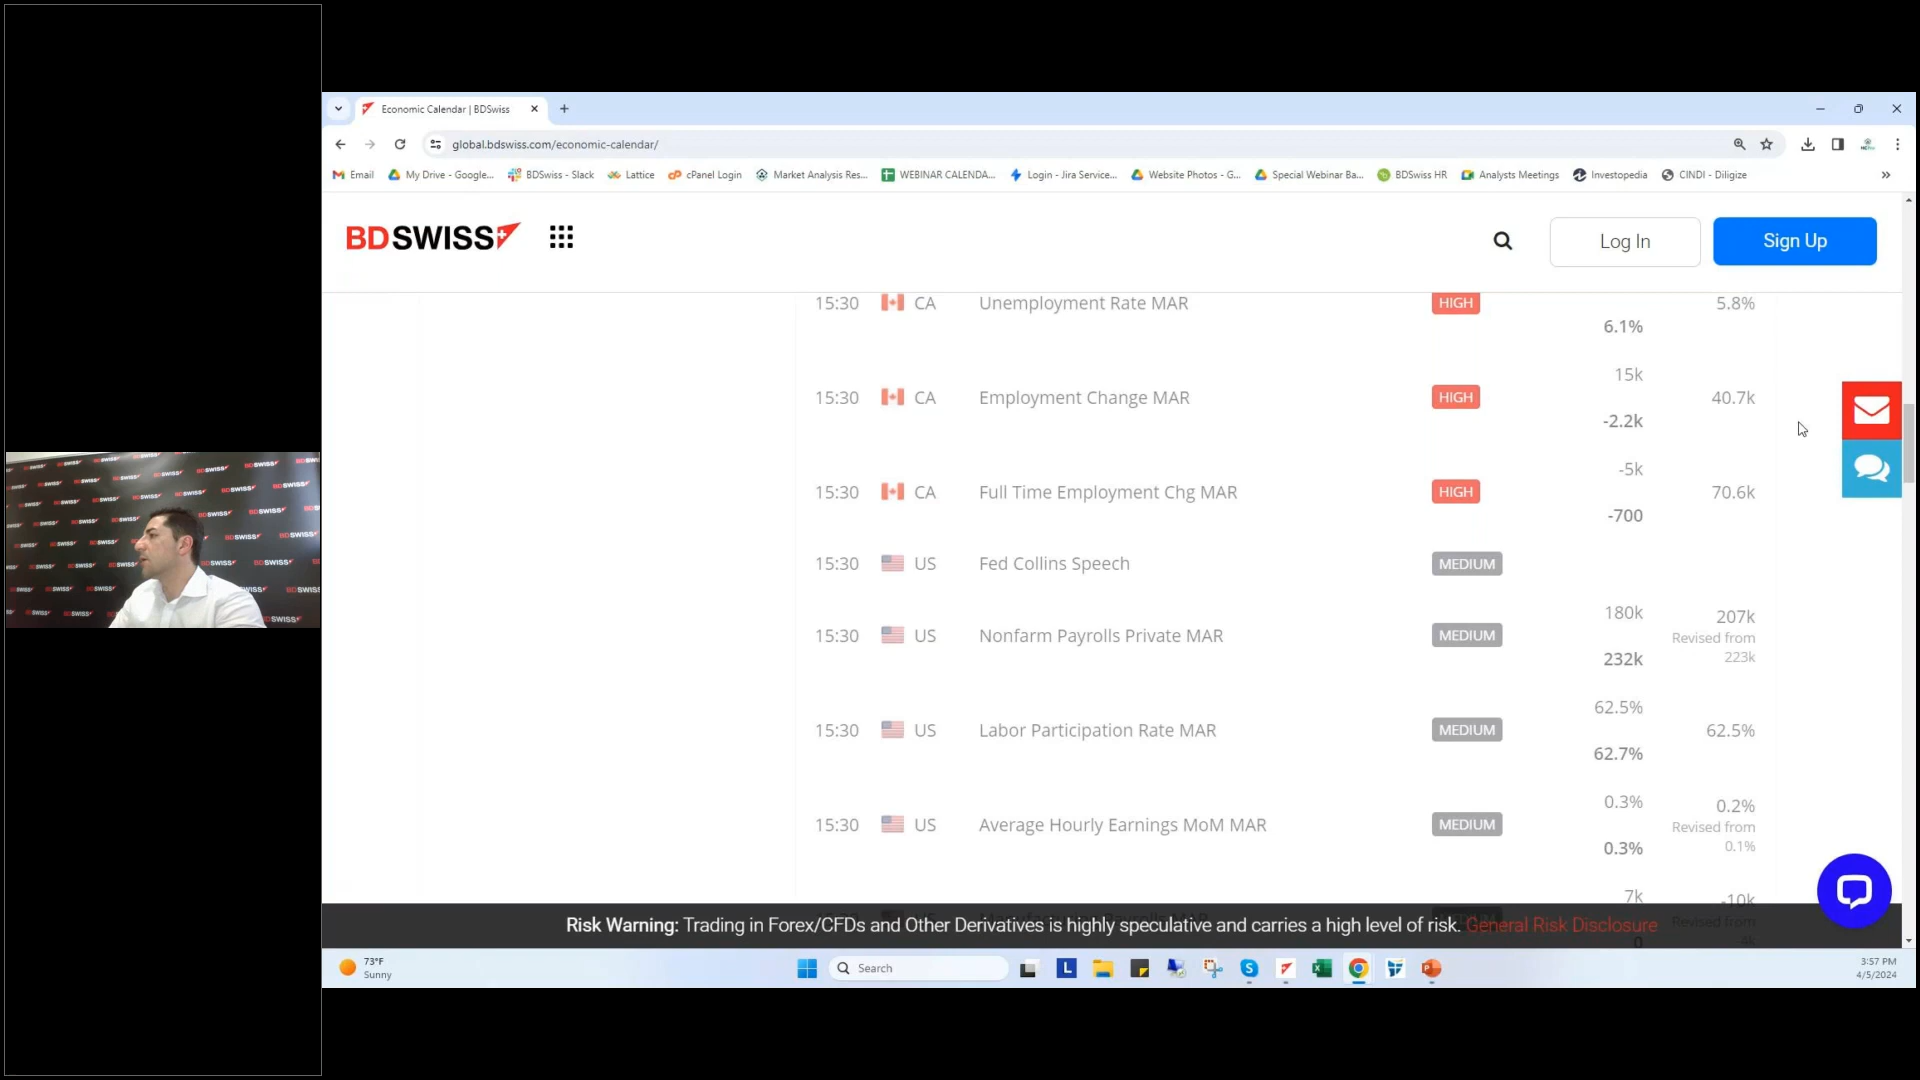 Economic Calendar | BDSwiss
global.bdswiss.com/economic-calendar/
Email
My Drive - Google...
BDSwiss - Slack
Lattice
cPanel Login
Market Analysis Res...
WEBINAR CALENDA...
Login - Jira Service...
Website Photos - G...
Special Webinar Ba...
BDSwiss HR
Analysts Meetings
Investopedia
CINDI - Diligize
BDSWISS
Log In
Sign Up
15:30 CA Unemployment Rate MAR HIGH 5.8%
6.1%
15k
15:30 CA Employment Change MAR HIGH 40.7k
-2.2k
-5k
15:30 CA Full Time Employment Chg MAR HIGH 70.6k
-700
15:30 US Fed Collins Speech MEDIUM
180k 207k
15:30 US Nonfarm Payrolls Private MAR MEDIUM Revised from
232k 223k
62.5%
15:30 US Labor Participation Rate MAR MEDIUM 62.5%
62.7%
0.3% 0.2%
15:30 US Average Hourly Earnings MoM MAR MEDIUM Revised from
0.3% 0.1%
7k -10k
Risk Warning: Trading in Forex/CFDs and Other Derivatives is highly speculative and carries a high level of risk. General Risk Disclosure
73°F
Sunny
Search
3:57 PM
4/5/2024
BDSWISS